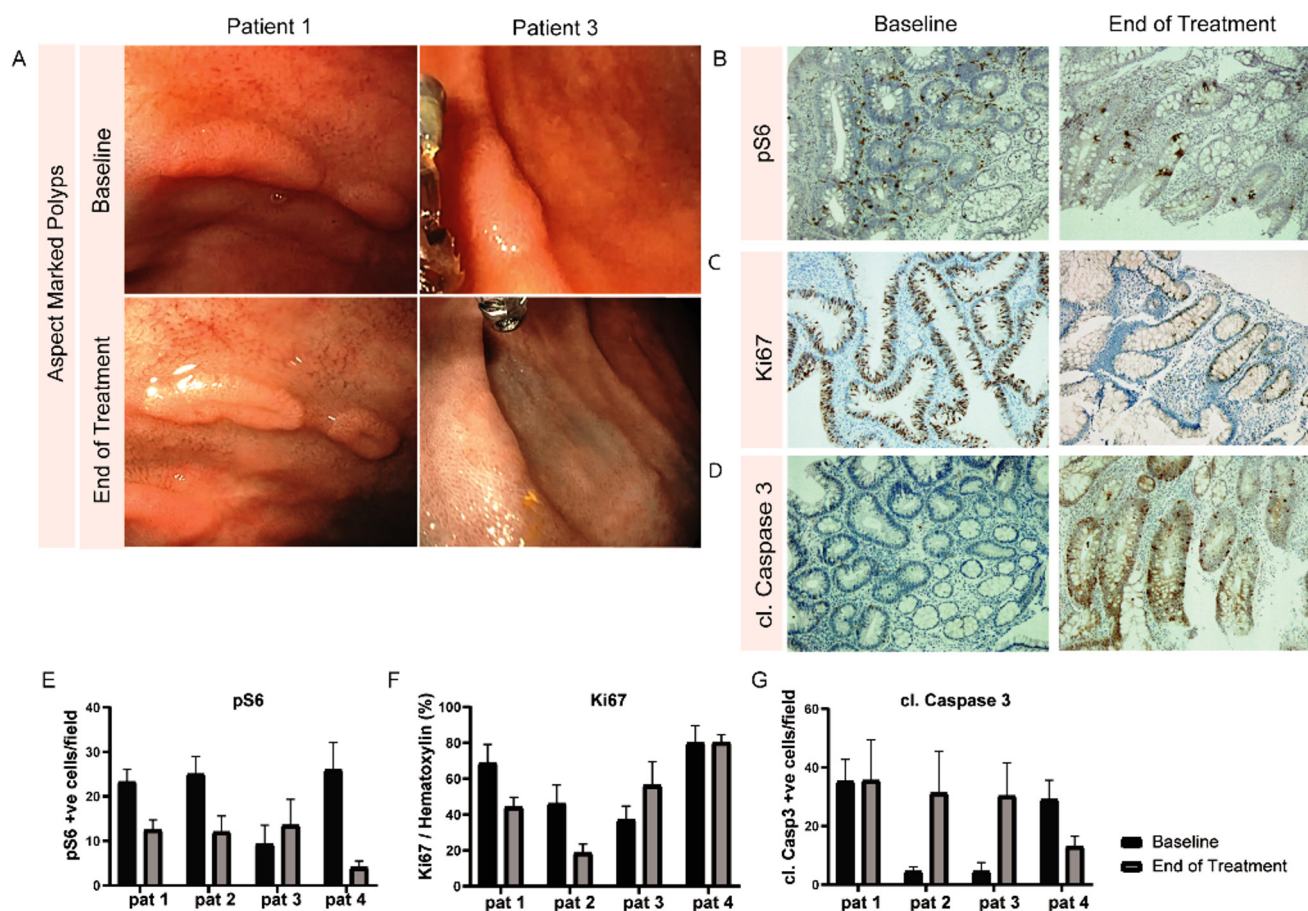 Patient 1
Patient 3
A
Aspect Marked Polyps
Baseline
End of Treatment
Baseline
End of Treatment
B
pS6
C
Ki67
D
cl. Caspase 3
E
pS6
pS6 +ve cells/field
40
30
20
10
0
pat 1 pat 2 pat 3 pat 4
F
Ki67
Ki67 / Hematoxylin (%)
100
80
60
40
20
0
pat 1 pat 2 pat 3 pat 4
G
cl. Caspase 3
cl. Casp3 +ve cells/field
60
40
20
0
pat 1 pat 2 pat 3 pat 4
Baseline
End of Treatment